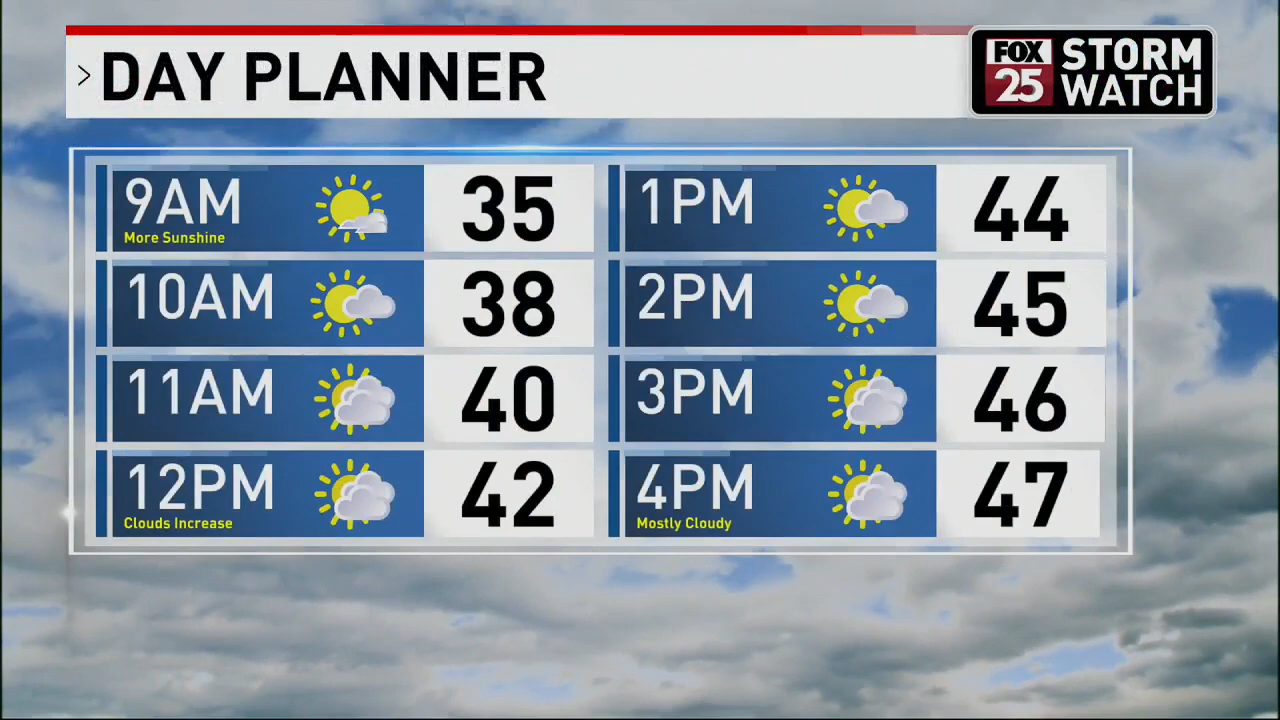 > DAY PLANNER
FOX 25 STORM WATCH
9AM 35
More Sunshine
10AM 38
11AM 40
12PM 42
Clouds Increase
1PM 44
2PM 45
3PM 46
4PM 47
Mostly Cloudy